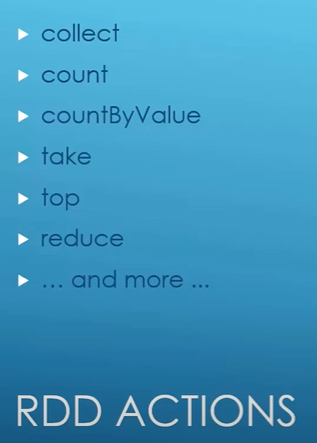 collect
count
countByValue
take
top
reduce
… and more ...
RDD ACTIONS